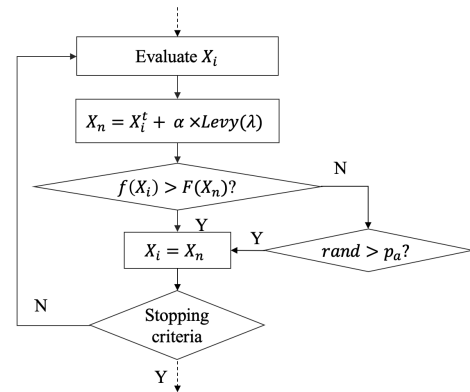 Evaluate X_i
X_n = X_i^t + α ×Levy(λ)
N
f(X_i) > F(X_n)?
Y
X_i = X_n
Y
rand > p_a?
N
Stopping
criteria
Y